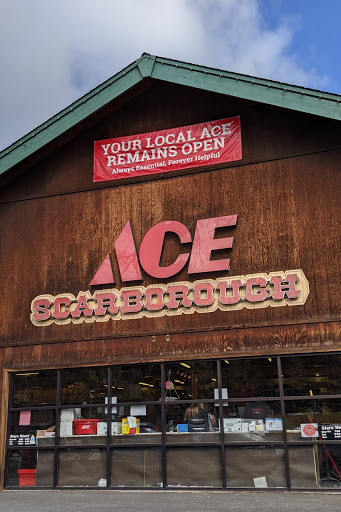 YOUR LOCAL ACE
REMAINS OPEN
Always Essential, Forever Helpful
ACE
SCARBOROUGH